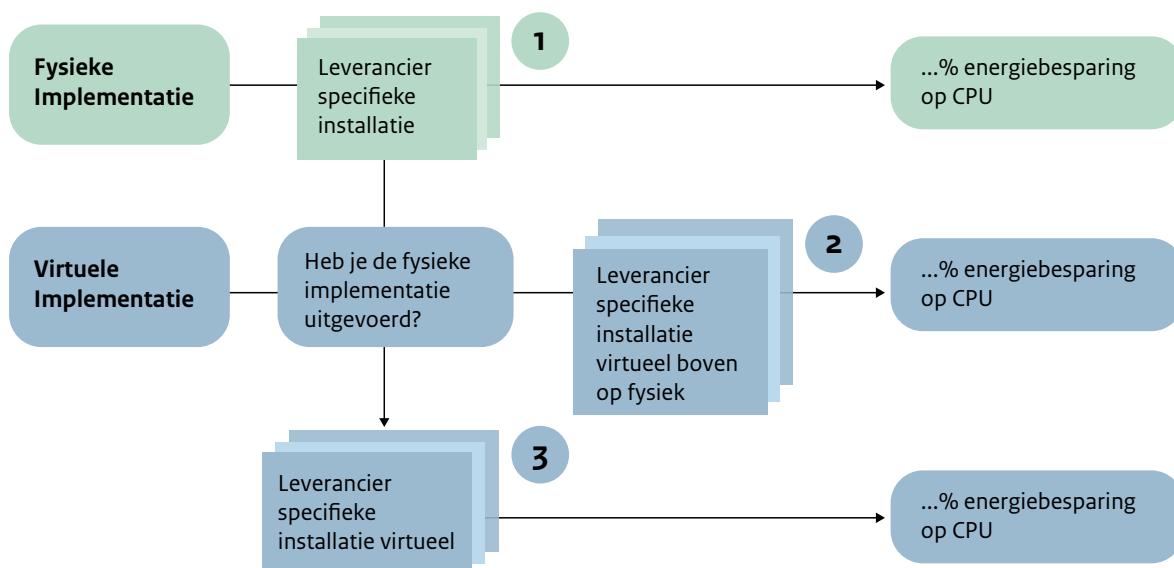 Fysieke
Implementatie
Leverancier
specifieke
installatie
1
...% energiebesparing
op CPU
Virtuele
Implementatie
Heb je de fysieke
implementatie
uitgevoerd?
Leverancier
specifieke
installatie
virtueel boven
op fysiek
2
...% energiebesparing
op CPU
Leverancier
specifieke
installatie virtueel
3
...% energiebesparing
op CPU